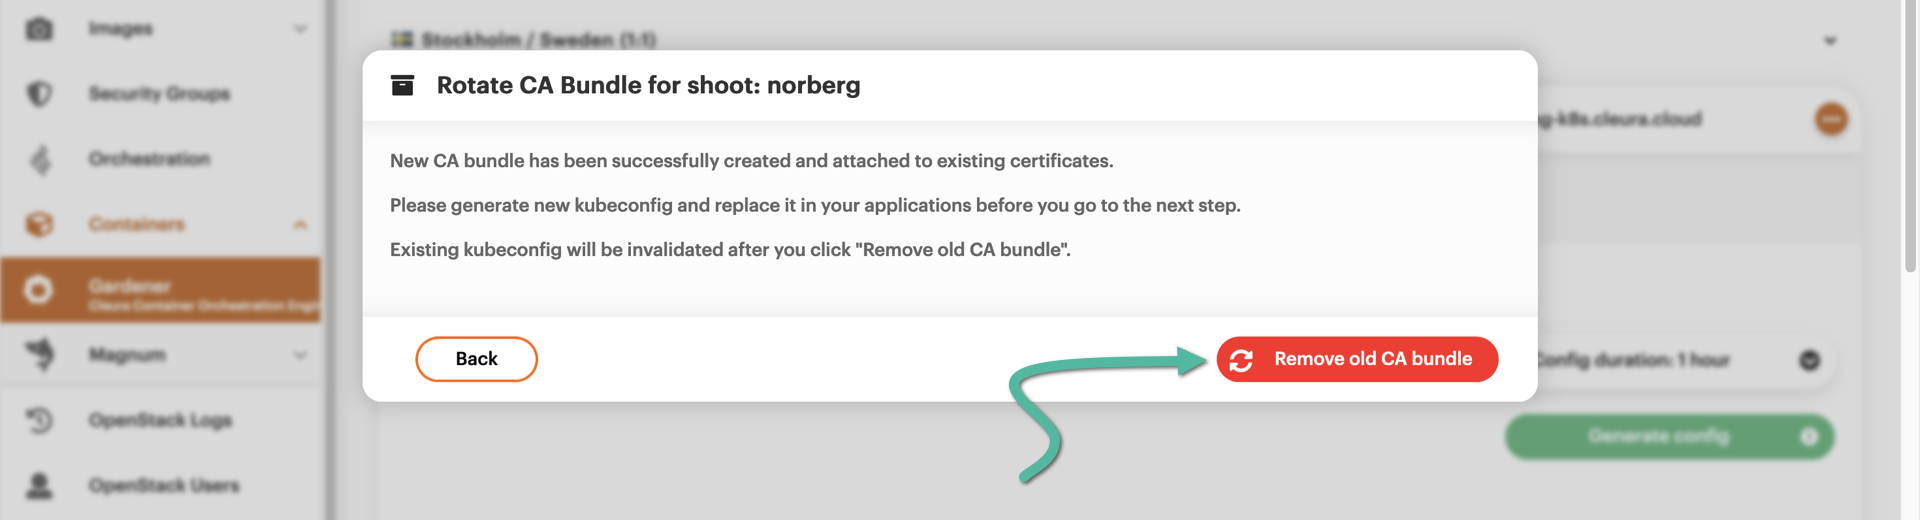 Images
Security Groups
Orchestration
Containers
Gardener
Cleura Container Orchestration Engi
Magnum
OpenStack Logs
OpenStack Users
Stockholm / Sweden (1:1)
Rotate CA Bundle for shoot: norberg
New CA bundle has been successfully created and attached to existing certificates.
Please generate new kubeconfig and replace it in your applications before you go to the next step.
Existing kubeconfig will be invalidated after you click "Remove old CA bundle".
Back
Remove old CA bundle
g-k8s.cleura.cloud
Config duration: 1 hour
Generate config